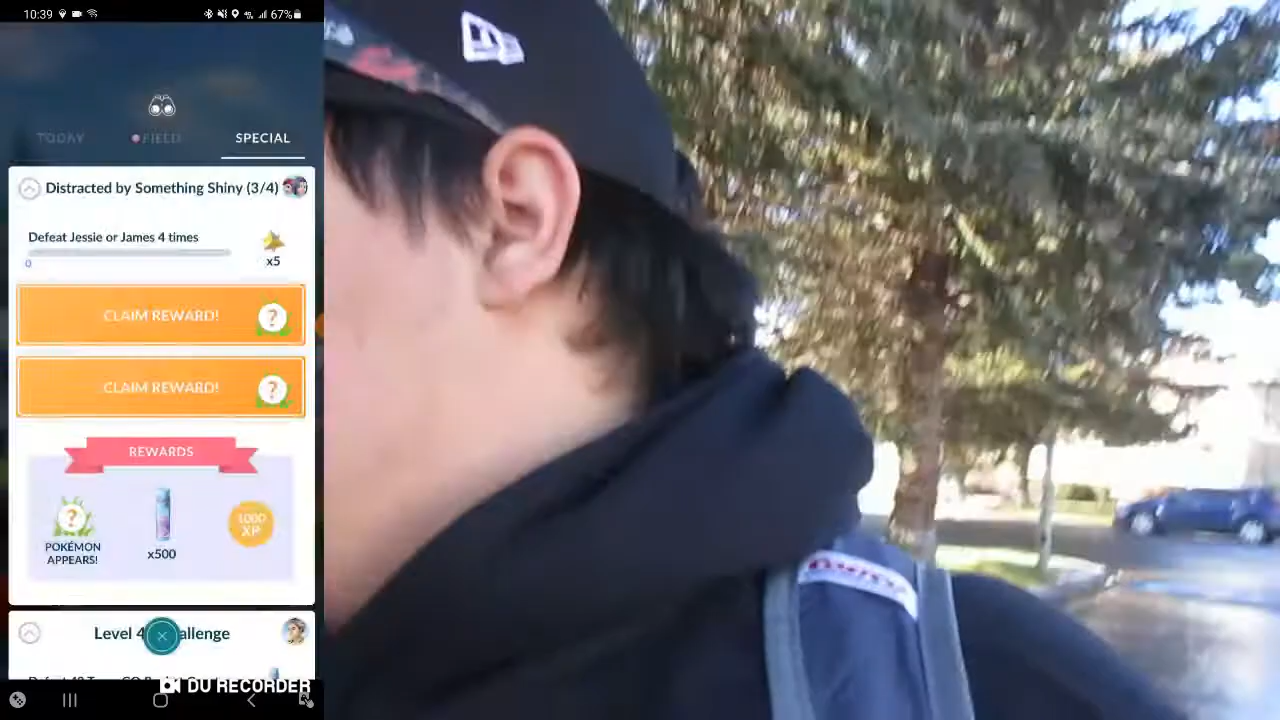 10:39
67%
TODAY
FIELD
SPECIAL
Distracted by Something Shiny (3/4)
Defeat Jessie or James 4 times
0
x5
CLAIM REWARD!
?
CLAIM REWARD!
?
REWARDS
?
1000
XP
POKÉMON
APPEARS!
x500
Level 4
allenge
×
DU RECORDER